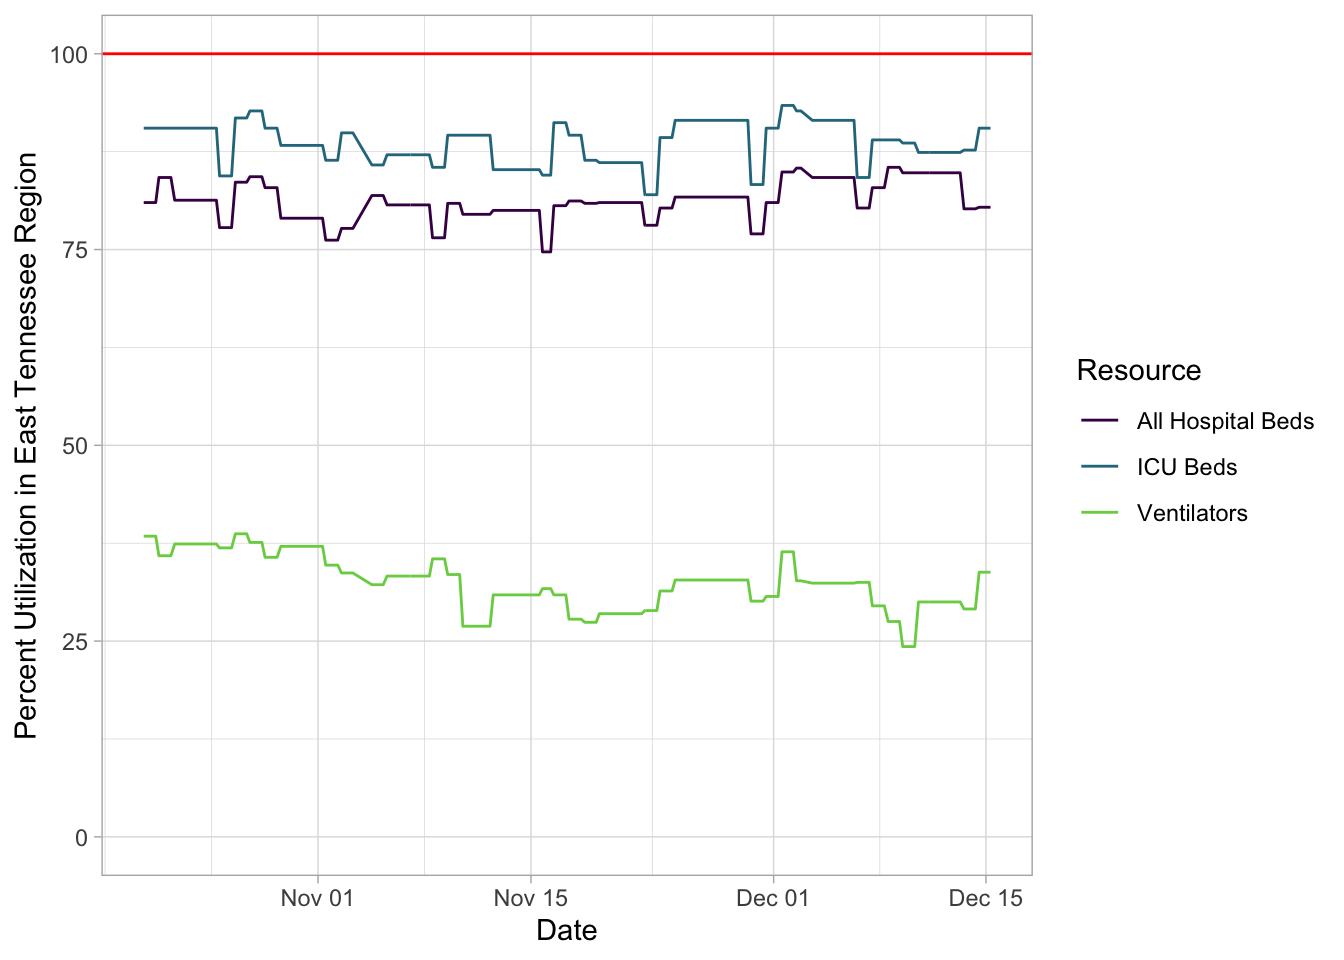 Percent Utilization in East Tennessee Region
100
75
50
25
0
Nov 01
Nov 15
Dec 01
Dec 15
Date
Resource
All Hospital Beds
ICU Beds
Ventilators